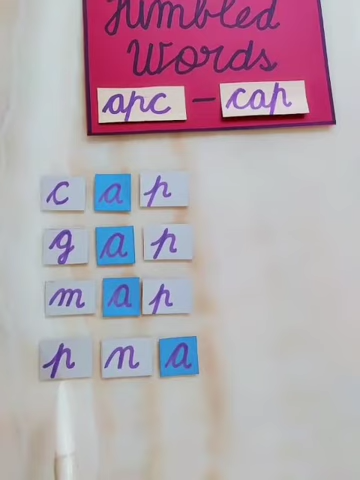 Jumbled
Words
apc - cap
c a p
g a p
m a p
p n a